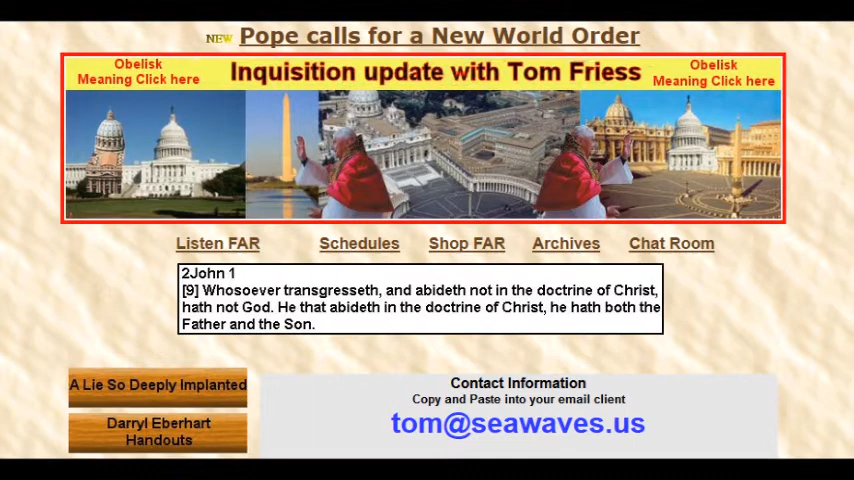 NEW Pope calls for a New World Order
Obelisk
Meaning Click here
Inquisition update with Tom Friess
Obelisk
Meaning Click here
Listen FAR Schedules Shop FAR Archives Chat Room
2John 1
[9] Whosoever transgresseth, and abideth not in the doctrine of Christ,
hath not God. He that abideth in the doctrine of Christ, he hath both the
Father and the Son.
A Lie So Deeply Implanted
Darryl Eberhart
Handouts
Contact Information
Copy and Paste into your email client
tom@seawaves.us